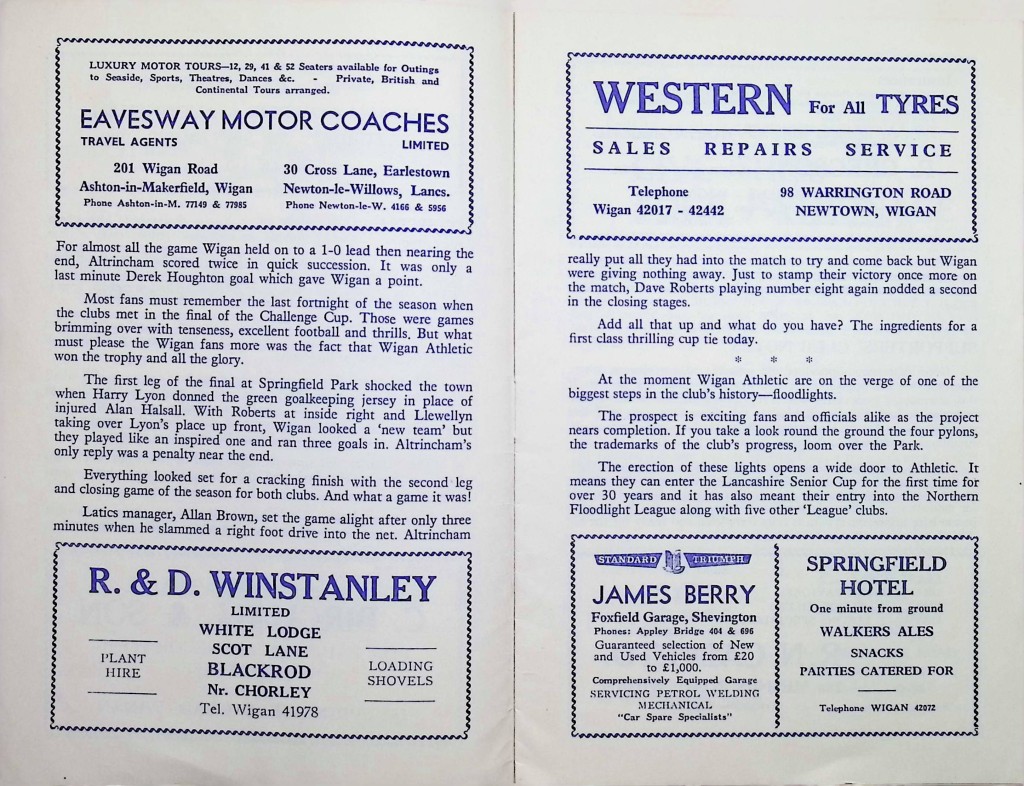 LUXURY MOTOR TOURS—12, 29, 41 & 52 Seaters available for Outings
to Seaside, Sports, Theatres, Dances &c. - Private, British and
Continental Tours arranged.
EAVESWAY MOTOR COACHES
TRAVEL AGENTS LIMITED
201 Wigan Road
Ashton-in-Makerfield, Wigan
Phone Ashton-in-M. 77149 & 77985
30 Cross Lane, Earlestown
Newton-le-Willows, Lancs.
Phone Newton-le-W. 4166 & 5956
For almost all the game Wigan held on to a 1-0 lead then nearing the
end, Altrincham scored twice in quick succession. It was only a
last minute Derek Houghton goal which gave Wigan a point.
Most fans must remember the last fortnight of the season when
the clubs met in the final of the Challenge Cup. Those were games
brimming over with tenseness, excellent football and thrills. But what
must please the Wigan fans more was the fact that Wigan Athletic
won the trophy and all the glory.
The first leg of the final at Springfield Park shocked the town
when Harry Lyon donned the green goalkeeping jersey in place of
injured Alan Halsall. With Roberts at inside right and Llewellyn
taking over Lyon's place up front, Wigan looked a 'new team' but
they played like an inspired one and ran three goals in. Altrincham's
only reply was a penalty near the end.
Everything looked set for a cracking finish with the second leg
and closing game of the season for both clubs. And what a game it was!
Latics manager, Allan Brown, set the game alight after only three
minutes when he slammed a right foot drive into the net. Altrincham
R. & D. WINSTANLEY
LIMITED
WHITE LODGE
SCOT LANE
BLACKROD
Nr. CHORLEY
Tel. Wigan 41978
PLANT
HIRE
LOADING
SHOVELS
WESTERN For All TYRES
SALES REPAIRS SERVICE
Telephone
Wigan 42017 - 42442
98 WARRINGTON ROAD
NEWTOWN, WIGAN
really put all they had into the match to try and come back but Wigan
were giving nothing away. Just to stamp their victory once more on
the match, Dave Roberts playing number eight again nodded a second
in the closing stages.
Add all that up and what do you have? The ingredients for a
first class thrilling cup tie today.
* * *
At the moment Wigan Athletic are on the verge of one of the
biggest steps in the club's history—floodlights.
The prospect is exciting fans and officials alike as the project
nears completion. If you take a look round the ground the four pylons,
the trademarks of the club's progress, loom over the Park.
The erection of these lights opens a wide door to Athletic. It
means they can enter the Lancashire Senior Cup for the first time for
over 30 years and it has also meant their entry into the Northern
Floodlight League along with five other 'League' clubs.
STANDARD TRIUMPH
JAMES BERRY
Foxfield Garage, Shevington
Phones: Appley Bridge 404 & 696
Guaranteed selection of New
and Used Vehicles from £20
to £1,000.
Comprehensively Equipped Garage
SERVICING PETROL WELDING
MECHANICAL
"Car Spare Specialists"
SPRINGFIELD
HOTEL
One minute from ground
WALKERS ALES
SNACKS
PARTIES CATERED FOR
Telephone WIGAN 42072